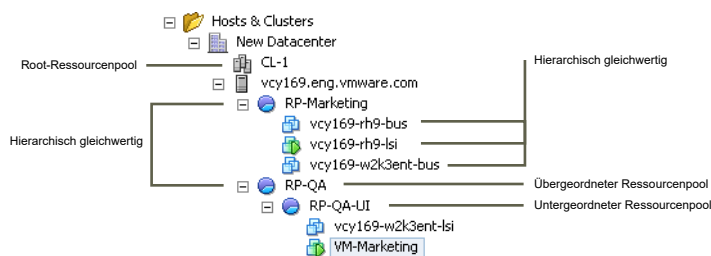 Hosts & Clusters
New Datacenter
Root-Ressourcenpool
CL-1
Hierarchisch gleichwertig
vcy169.eng.vmware.com
RP-Marketing
vcy169-rh9-bus
Hierarchisch gleichwertig
vcy169-rh9-lsi
vcy169-w2k3ent-bus
RP-QA
Übergeordneter Ressourcenpool
RP-QA-UI
Untergeordneter Ressourcenpool
vcy169-w2k3ent-lsi
VM-Marketing